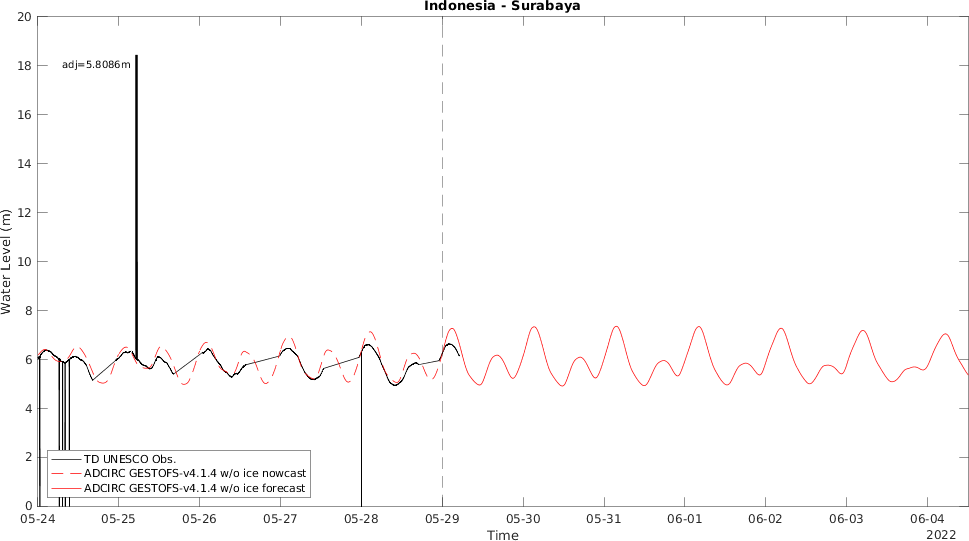 Indonesia - Surabaya
20
18
16
14
12
10
8
6
4
2
0
Water Level (m)
adj=5.8086m
TD UNESCO Obs.
ADCIRC GESTOFS-v4.1.4 w/o ice nowcast
ADCIRC GESTOFS-v4.1.4 w/o ice forecast
05-24 05-25 05-26 05-27 05-28 05-29 05-30 05-31 06-01 06-02 06-03 06-04
2022
Time